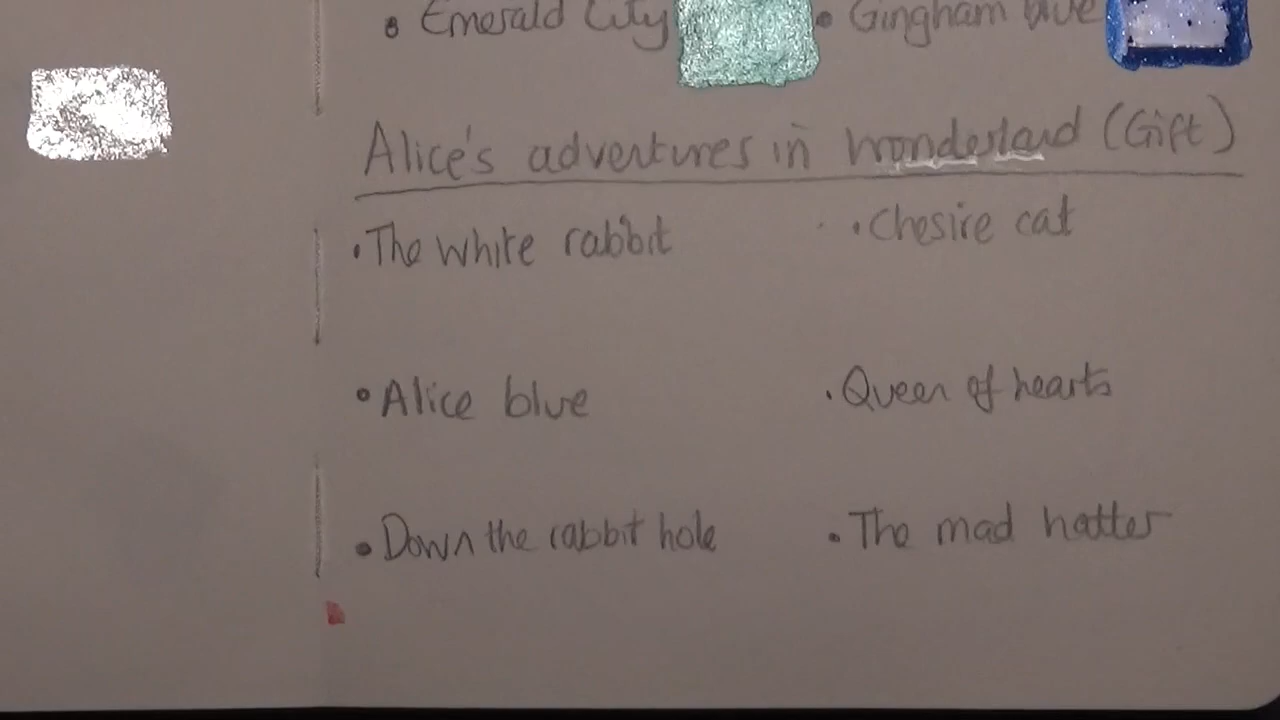 • Emerald City • Gingham blue
Alice's adventures in wonderland (Gift)
• The white rabbit • Chesire cat
• Alice blue • Queen of hearts
• Down the rabbit hole • The mad hatter